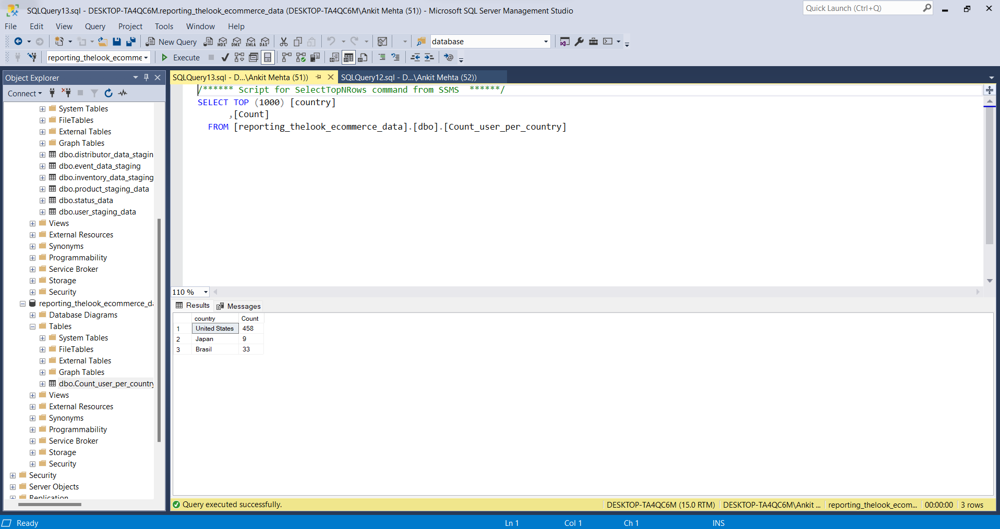 SQLQuery13.sql - DESKTOP-TA4QC6M.reporting_thelook_ecommerce_data (DESKTOP-TA4QC6M\Ankit Mehta (51)) - Microsoft SQL Server Management Studio
Quick Launch (Ctrl+Q)
File Edit View Query Project Tools Window Help
New Query
MDX DMX XMLA DAX
database
reporting_thelook_ecomme
Execute
Object Explorer
Connect
SQLQuery13.sql - D...\Ankit Mehta (51))
SQLQuery12.sql - D...\Ankit Mehta (52))
System Tables
FileTables
External Tables
Graph Tables
dbo.distributor_data_stagin
dbo.event_data_staging
dbo.inventory_data_staging
dbo.product_staging_data
dbo.status_data
dbo.user_staging_data
Views
External Resources
Synonyms
Programmability
Service Broker
Storage
Security
reporting_thelook_ecommerce_da
Database Diagrams
Tables
System Tables
FileTables
External Tables
Graph Tables
dbo.Count_user_per_country
Views
External Resources
Synonyms
Programmability
Service Broker
Storage
Security
Security
Server Objects
Replication
/****** Script for SelectTopNRows command from SSMS  ******/
SELECT TOP (1000) [country]
,[Count]
FROM [reporting_thelook_ecommerce_data].[dbo].[Count_user_per_country]
110 %
Results Messages
country Count
1 United States 458
2 Japan 9
3 Brasil 33
Query executed successfully.
DESKTOP-TA4QC6M (15.0 RTM) DESKTOP-TA4QC6M\Ankit ... reporting_thelook_ecom... 00:00:00 3 rows
Ready Ln 1 Col 1 Ch 1 INS